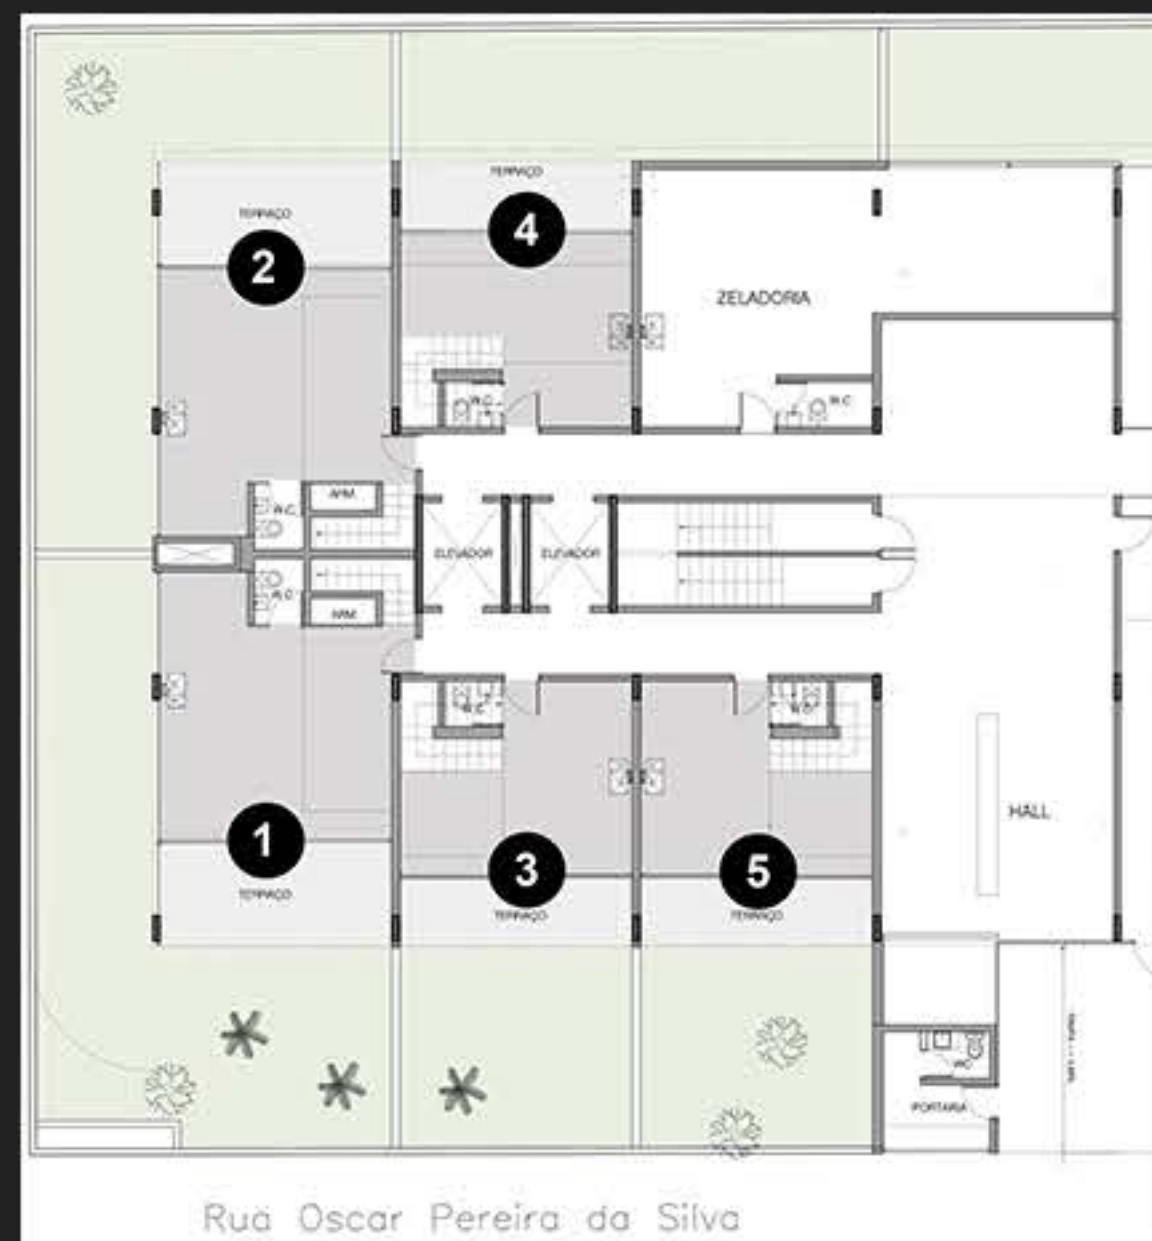 TERRAÇO
4
TERRAÇO
2
ZELADORIA
W.C.
W.C.
ARM.
W.C.
ELEVADOR
ELEVADOR
W.C.
ARM.
W.C.
W.C.
HALL
1
3
5
TERRAÇO
TERRAÇO
TERRAÇO
WC
PORTARIA
Rua Oscar Pereira da Silva